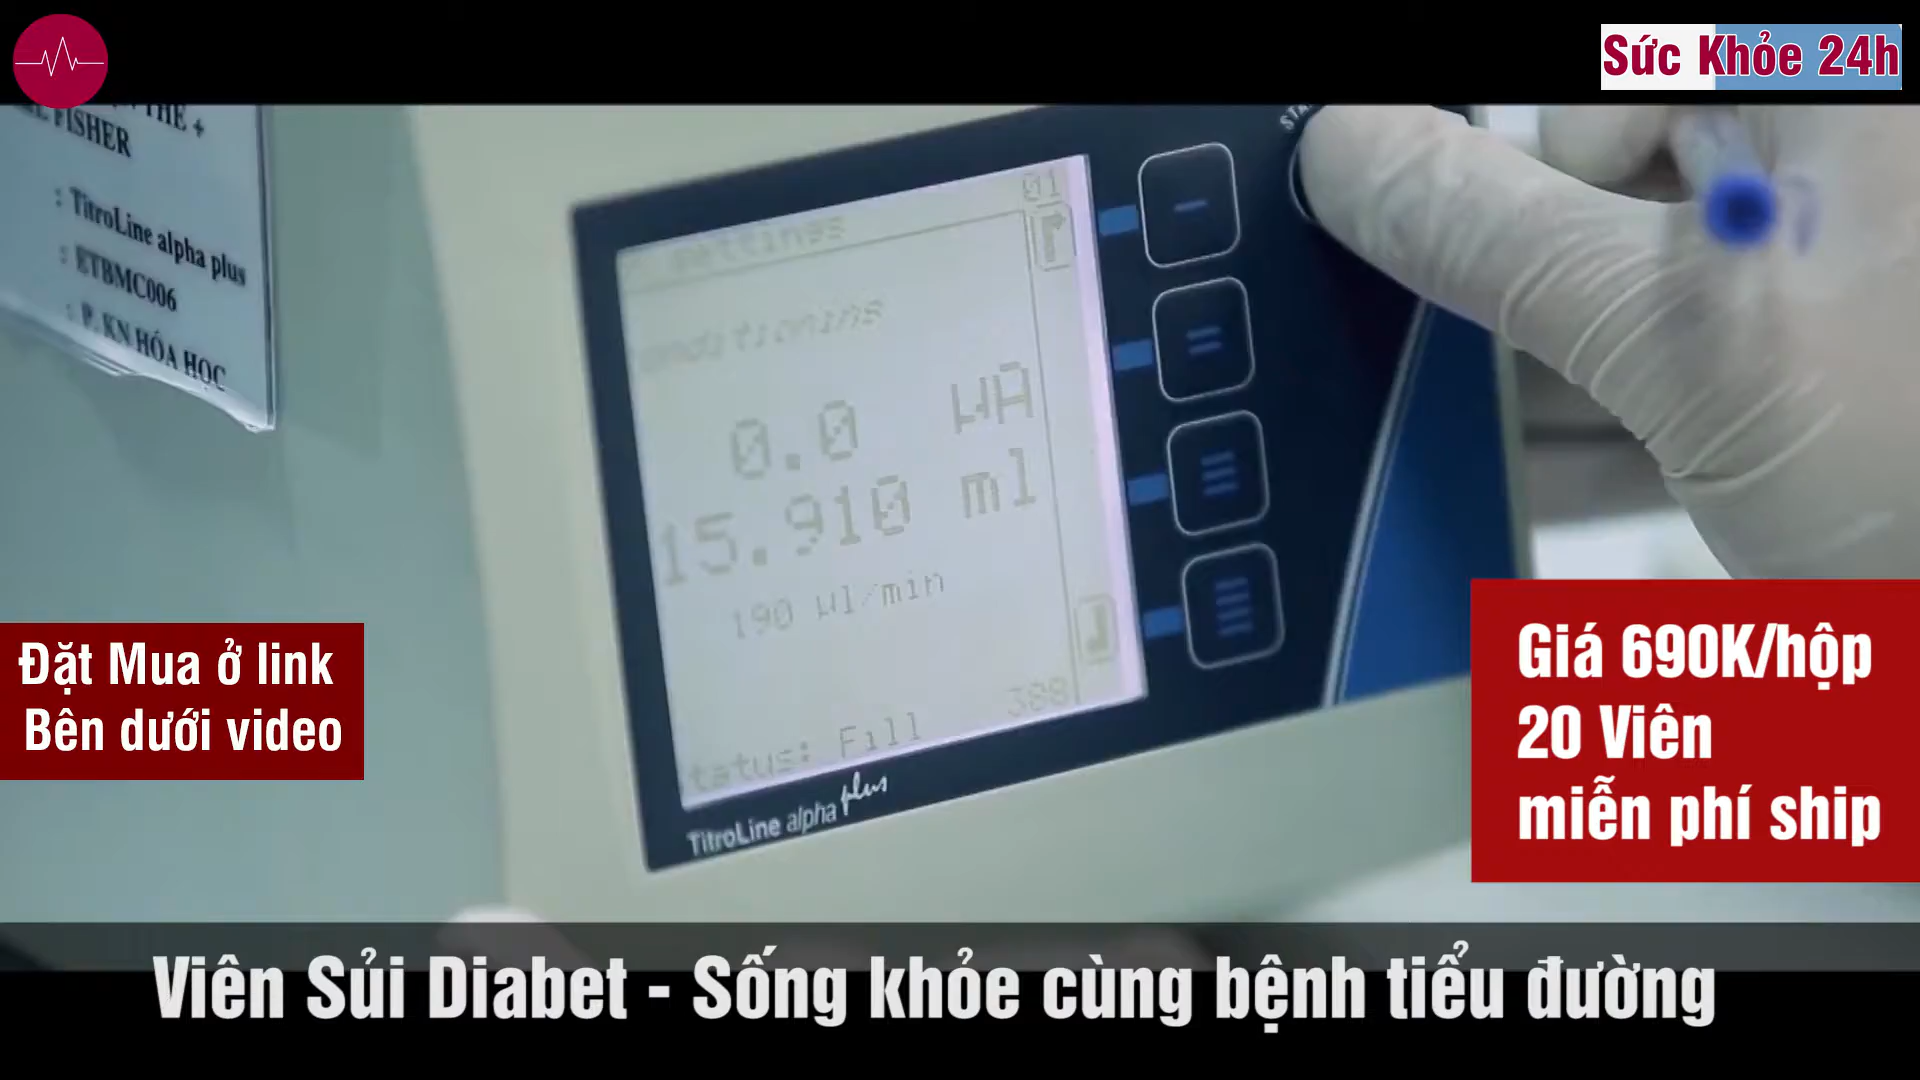 Sức Khỏe 24h
FISHER
: TitroLine alpha plus
: ETBMC006
: P. KN HÓA HỌC
01
settings
0.0 µA
15.910 ml
190 µl/min
308
Fill
TitroLine alpha plus
Đặt Mua ở link
Bên dưới video
Giá 690K/hộp
20 Viên
miễn phí ship
Viên Sủi Diabet - Sống khỏe cùng bệnh tiểu đường